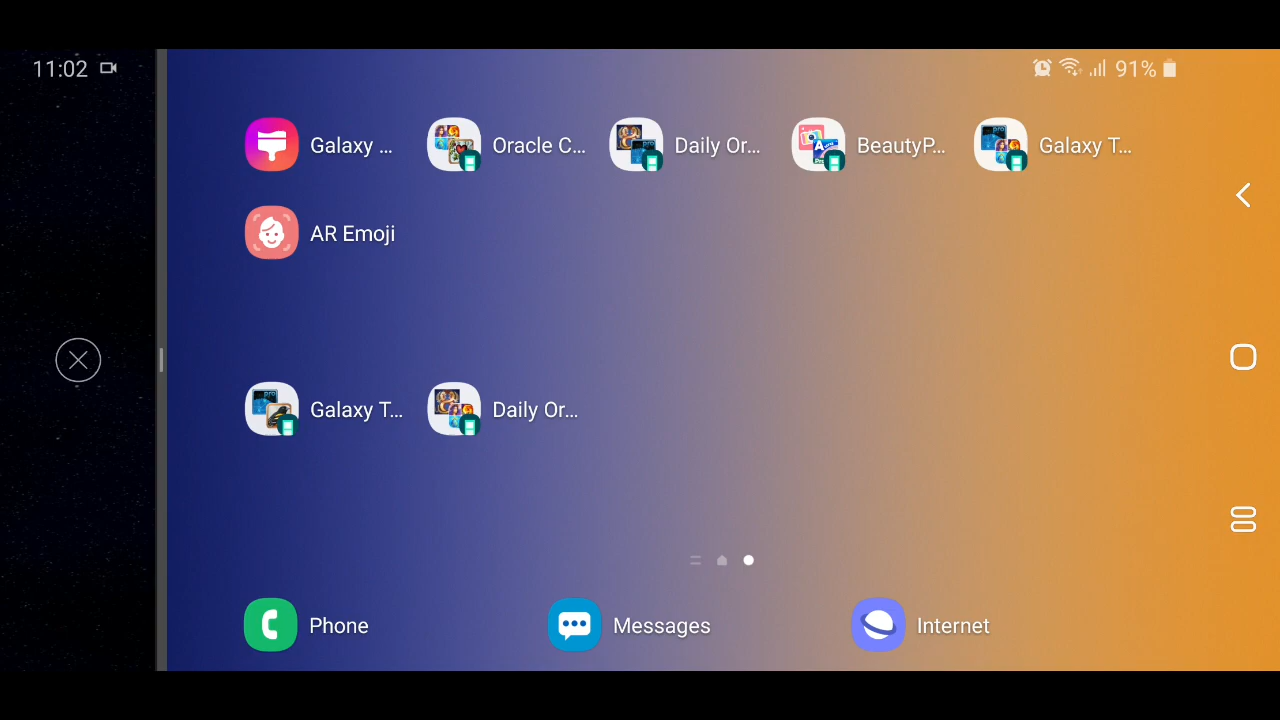 11:02
91%
Galaxy ...
Oracle C...
Daily Or...
BeautyP...
Galaxy T...
AR Emoji
Galaxy T...
Daily Or...
Phone
Messages
Internet